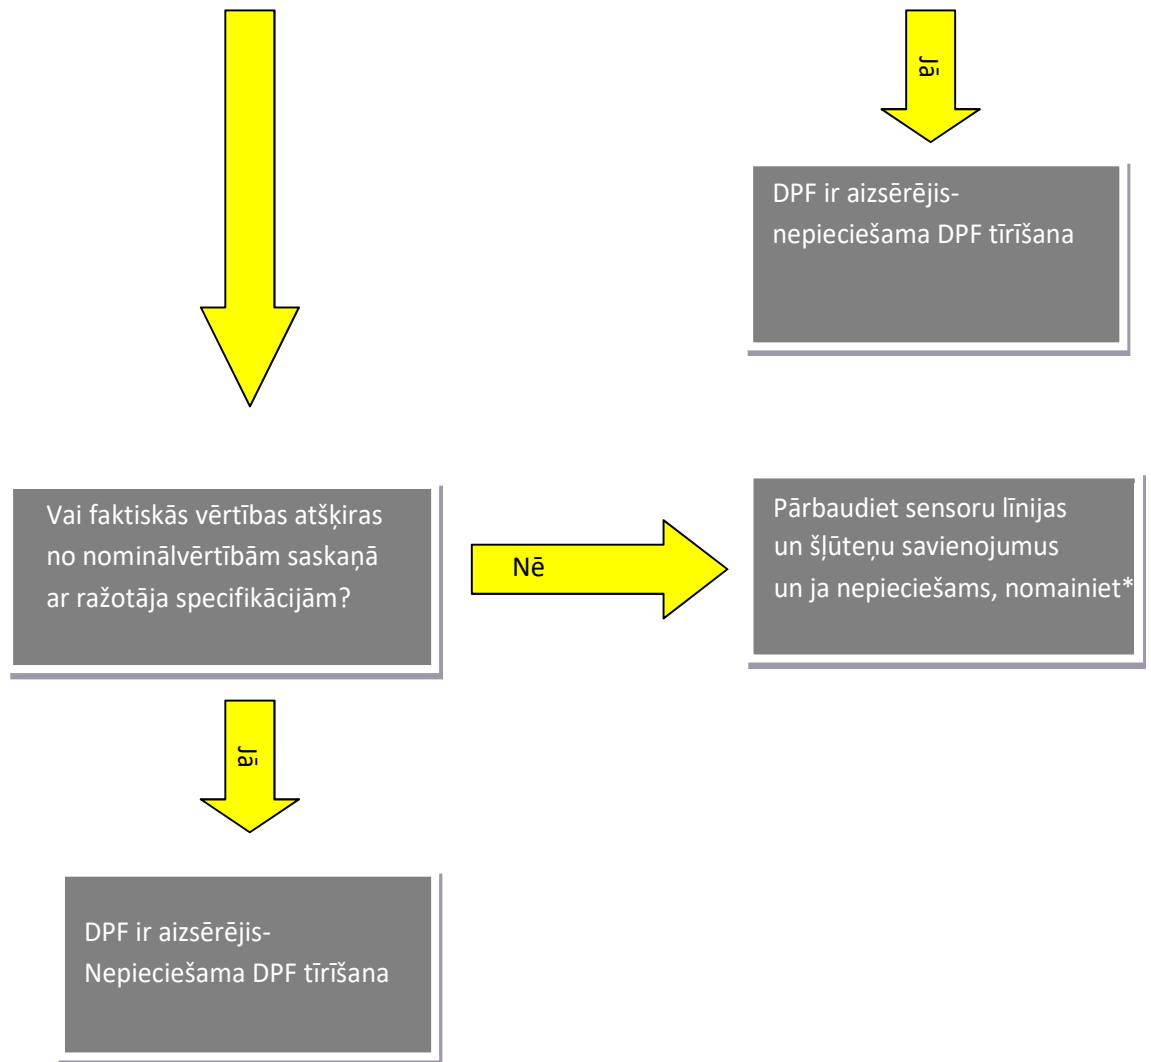 Jā
DPF ir aizsērējis-
nepieciešama DPF tīrīšana
Vai faktiskās vērtības atšķiras
no nominālvērtībām saskaņā
ar ražotāja specifikācijām?
Nē
Pārbaudiet sensoru līnijas
un šļūteņu savienojumus
un ja nepieciešams, nomainiet*
Jā
DPF ir aizsērējis-
Nepieciešama DPF tīrīšana